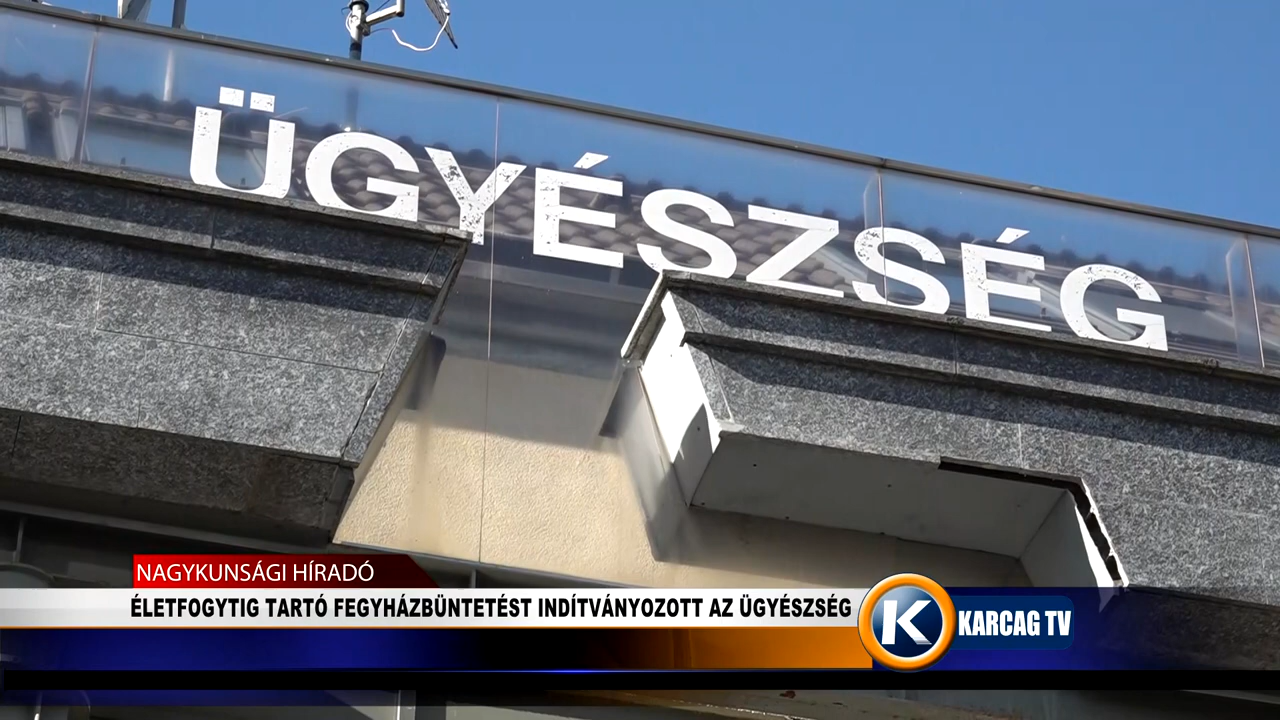 ÜGYÉSZSÉG
NAGYKUNSÁGI HÍRADÓ
ÉLETFOGYTIG TARTÓ FEGYHÁZBÜNTETÉST INDÍTVÁNYOZOTT AZ ÜGYÉSZSÉG
K KARCAG TV